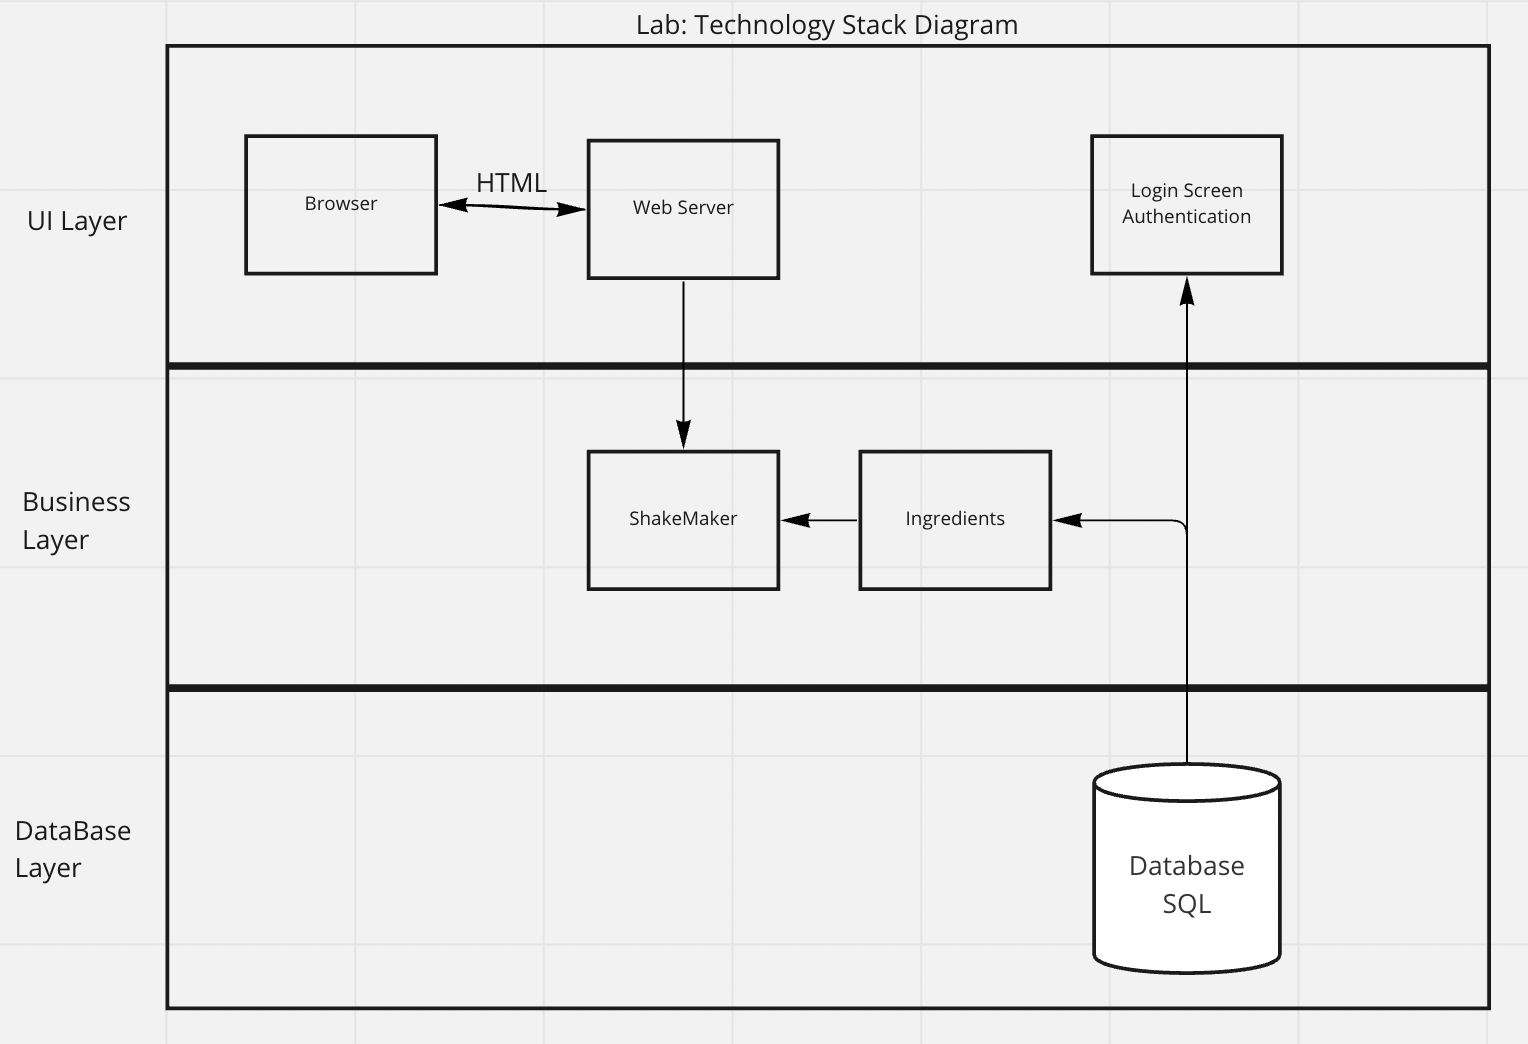 Lab: Technology Stack Diagram
UI Layer
Browser
HTML
Web Server
Login Screen
Authentication
Business
Layer
ShakeMaker
Ingredients
DataBase
Layer
Database
SQL